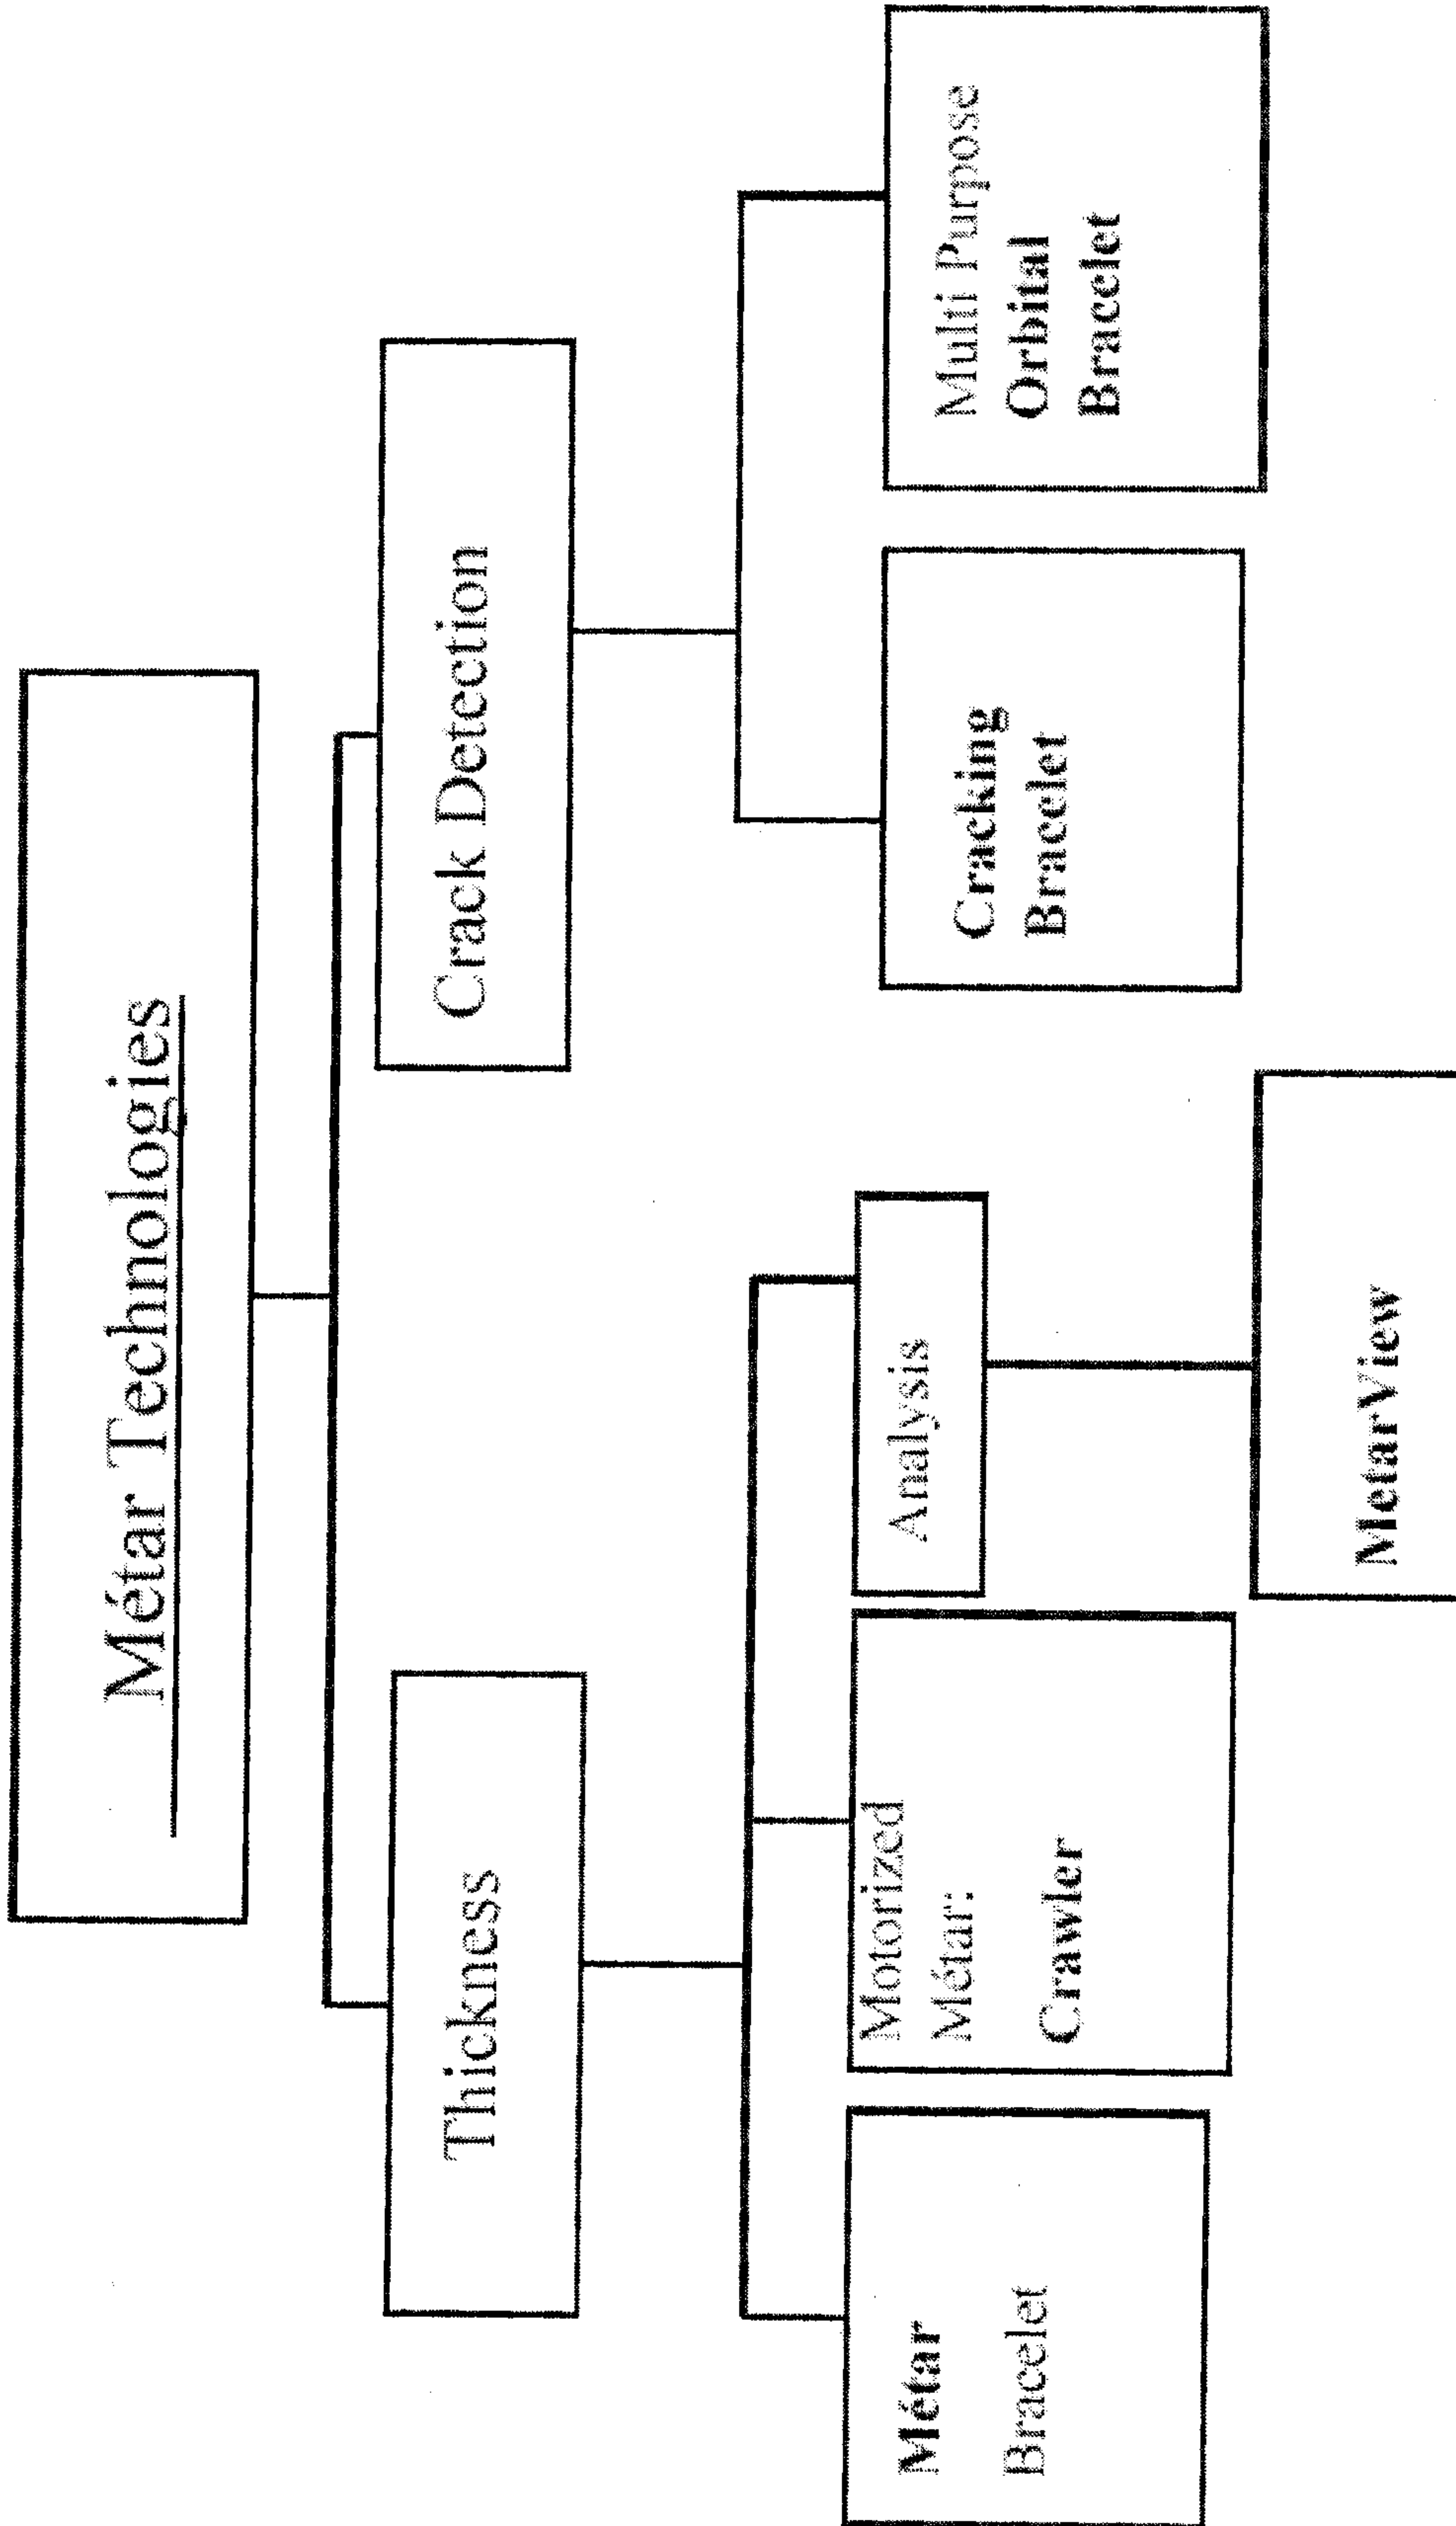 Métar Technologies
Thickness
Crack Detection
Métar
Bracelet
Motorized
Métar:
Crawler
Analysis
MetarView
Cracking
Bracelet
Multi Purpose
Orbital
Bracelet